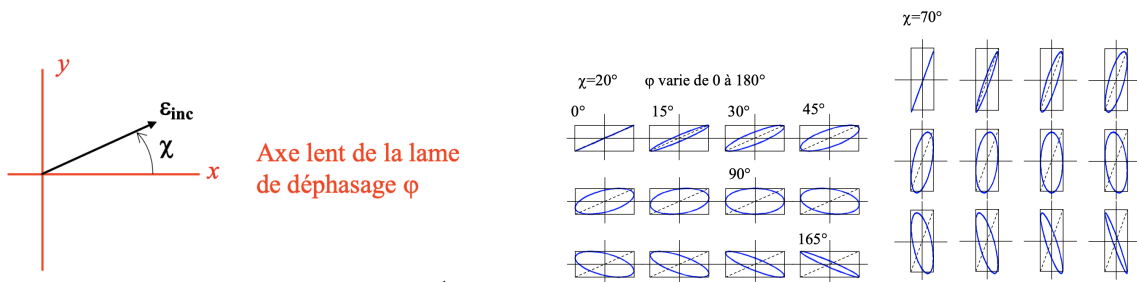 y
ε_inc
χ
x
Axe lent de la lame
de déphasage φ
χ=20° φ varie de 0 à 180°
0° 15° 30° 45°
90°
165°
χ=70°